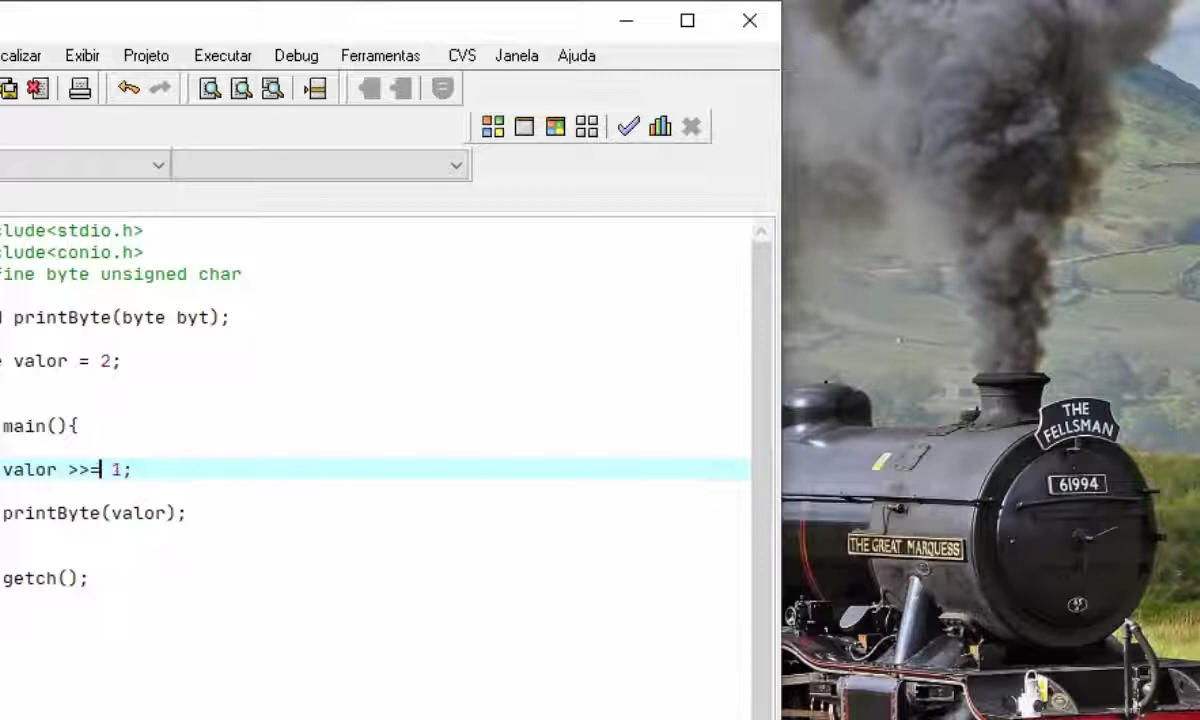 calizar Exibir Projeto Executar Debug Ferramentas CVS Janela Ajuda
clude<stdio.h>
clude<conio.h>
fine byte unsigned char
printByte(byte byt);
valor = 2;
main(){
valor >>= 1;
printByte(valor);
getch();
THE
FELLSMAN
61994
THE GREAT MARQUESS